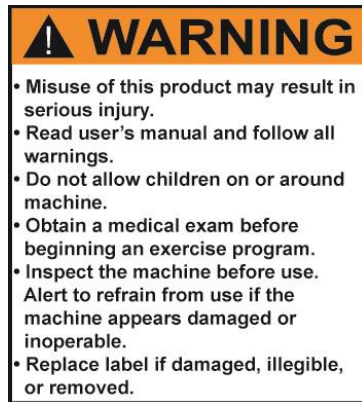 WARNING
• Misuse of this product may result in
serious injury.
• Read user's manual and follow all
warnings.
• Do not allow children on or around
machine.
• Obtain a medical exam before
beginning an exercise program.
• Inspect the machine before use.
Alert to refrain from use if the
machine appears damaged or
inoperable.
• Replace label if damaged, illegible,
or removed.